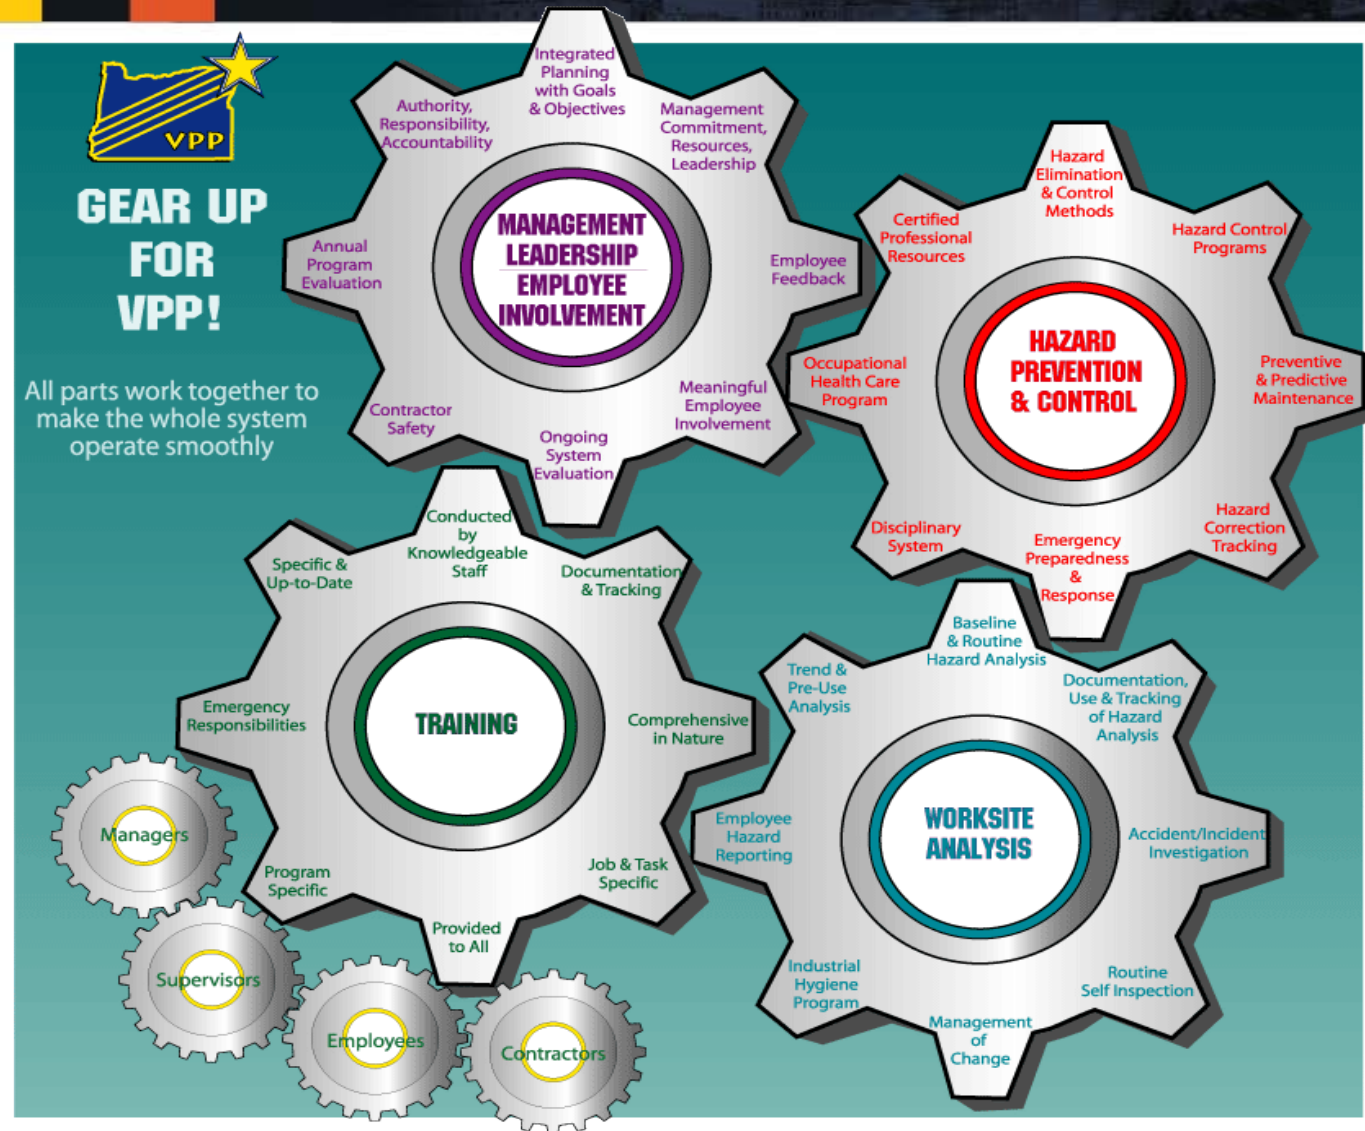 VPP
GEAR UP
FOR
VPP!
All parts work together to
make the whole system
operate smoothly
MANAGEMENT
LEADERSHIP
EMPLOYEE
INVOLVEMENT
Integrated
Planning
with Goals
& Objectives
Management
Commitment,
Resources,
Leadership
Employee
Feedback
Meaningful
Employee
Involvement
Ongoing
System
Evaluation
Contractor
Safety
Annual
Program
Evaluation
Authority,
Responsibility,
Accountability
HAZARD
PREVENTION
& CONTROL
Hazard
Elimination
& Control
Methods
Hazard Control
Programs
Preventive
& Predictive
Maintenance
Hazard
Correction
Tracking
Emergency
Preparedness
&
Response
Disciplinary
System
Occupational
Health Care
Program
Certified
Professional
Resources
TRAINING
Conducted
by
Knowledgeable
Staff
Documentation
& Tracking
Comprehensive
in Nature
Job & Task
Specific
Provided
to All
Program
Specific
Emergency
Responsibilities
Specific &
Up-to-Date
WORKSITE
ANALYSIS
Baseline
& Routine
Hazard Analysis
Documentation,
Use & Tracking
of Hazard
Analysis
Accident/Incident
Investigation
Routine
Self Inspection
Management
of
Change
Industrial
Hygiene
Program
Employee
Hazard
Reporting
Trend &
Pre-Use
Analysis
Managers
Supervisors
Employees
Contractors